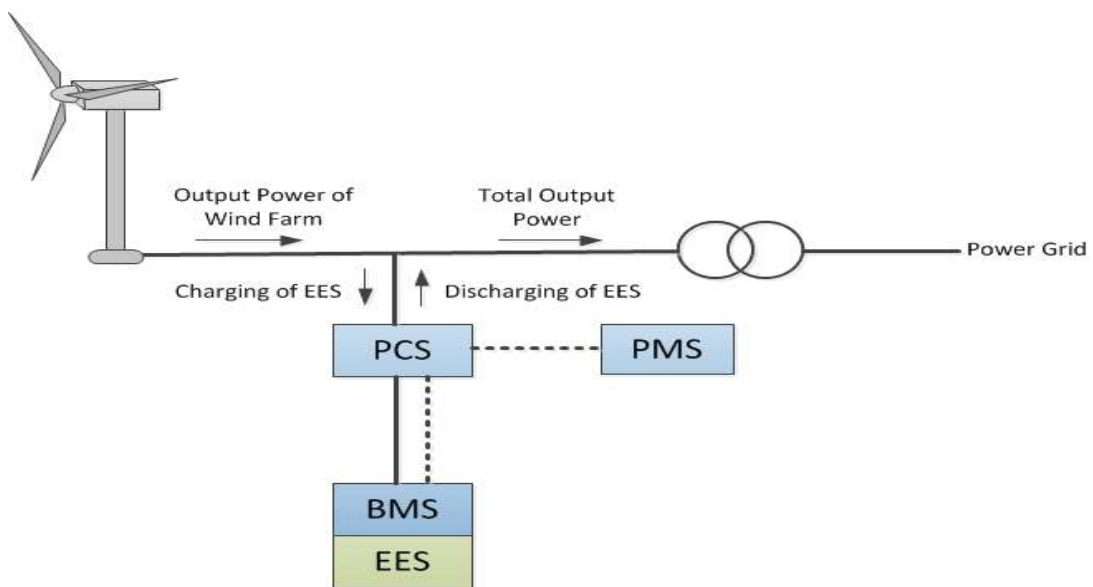 Output Power of
Wind Farm
Total Output
Power
Power Grid
Charging of EES
Discharging of EES
PCS
PMS
BMS
EES